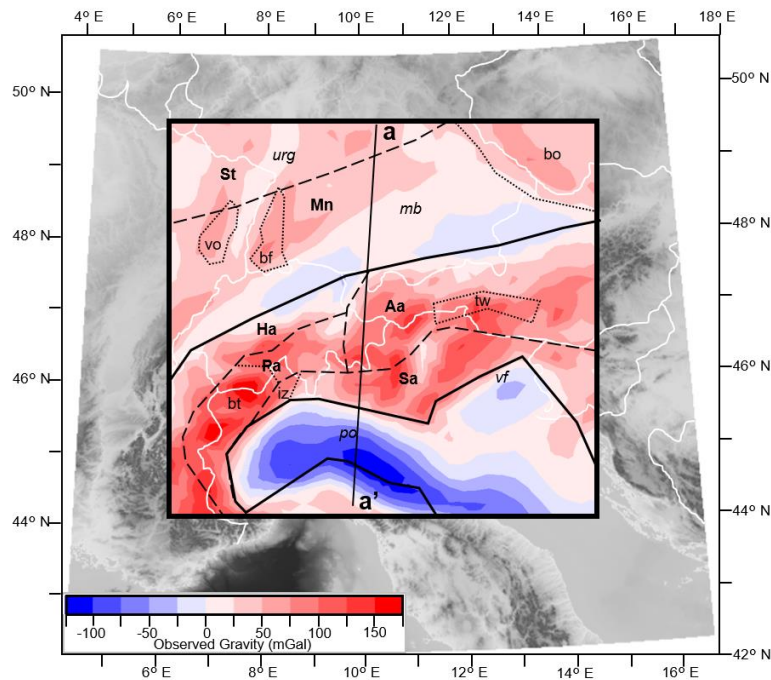 4° E 6° E 8° E 10° E 12° E 14° E 16° E 18° E
50° N 50° N
a
urg bo
St
Mn mb
48° N 48° N
vo bf
Aa tw
Ha
46° N Pa Sa 46° N
bt iz vf
po
a'
44° N 44° N
-100 -50 0 50 100 150
Observed Gravity (mGal)
42° N
6° E 8° E 10° E 12° E 14° E 16° E